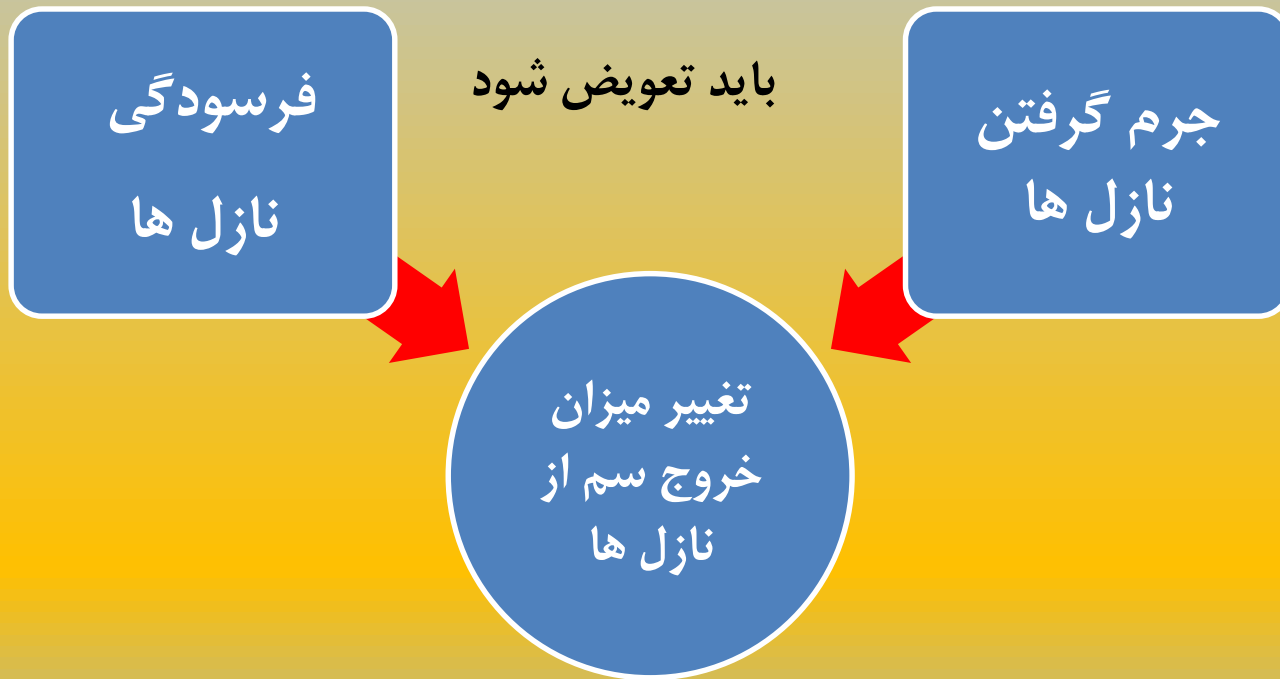 جرم گرفتن
نازل ها
باید تعویض شود
فرسودگی
نازل ها
تغییر میزان
خروج سم از
نازل ها